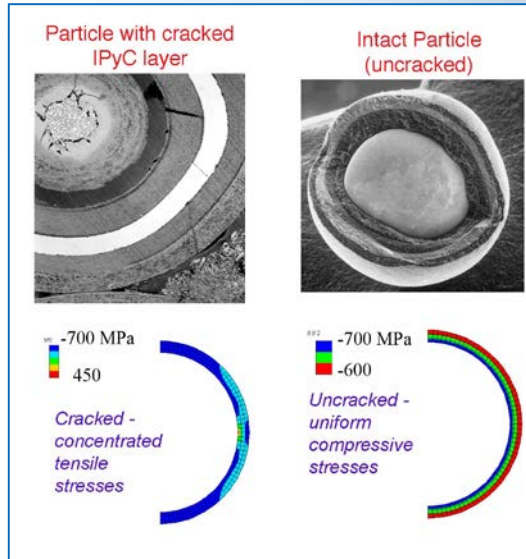 Particle with cracked
IPyC layer
Intact Particle
(uncracked)
-700 MPa
450
Cracked -
concentrated
tensile
stresses
-700 MPa
-600
Uncracked -
uniform
compressive
stresses